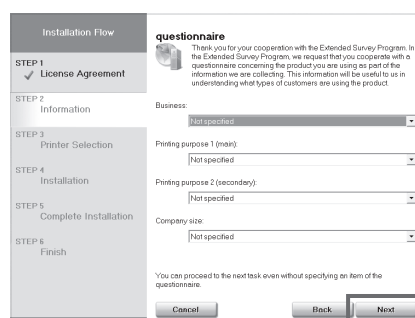 Installation Flow
STEP 1
License Agreement
STEP 2
Information
STEP 3
Printer Selection
STEP 4
Installation
STEP 5
Complete Installation
STEP 6
Finish
questionnaire
Thank you for your cooperation with the Extended Survey Program. In
the Extended Survey Program, we request that you cooperate with a
questionnaire concerning the product you are using as part of the
information we are collecting. This information will be useful to us in
understanding what types of customers are using the product.
Business:
Not specified
Printing purpose 1 (main):
Not specified
Printing purpose 2 (secondary):
Not specified
Company size:
Not specified
You can proceed to the next task even without specifying an item of the
questionnaire.
Cancel
Back
Next